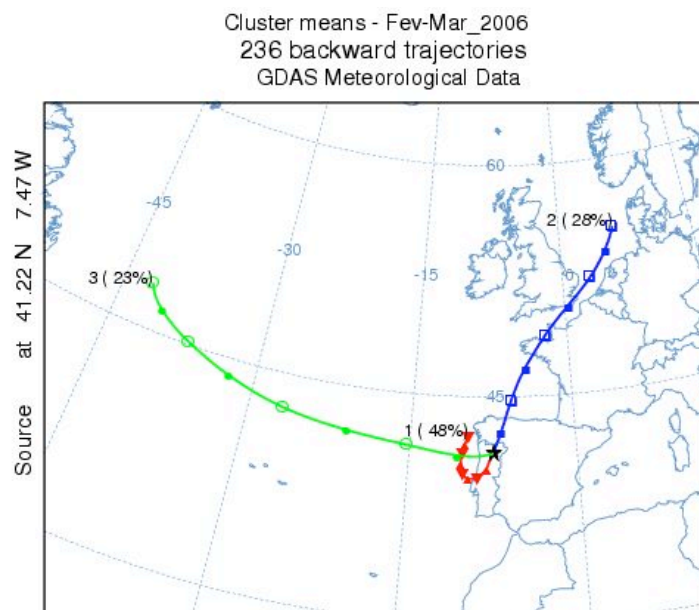 Cluster means - Fev-Mar_2006
236 backward trajectories
GDAS Meteorological Data
Source at 41.22 N 7.47 W
-45
60
2 ( 28%)
-30
-15
0
3 ( 23%)
45
1 ( 48%)